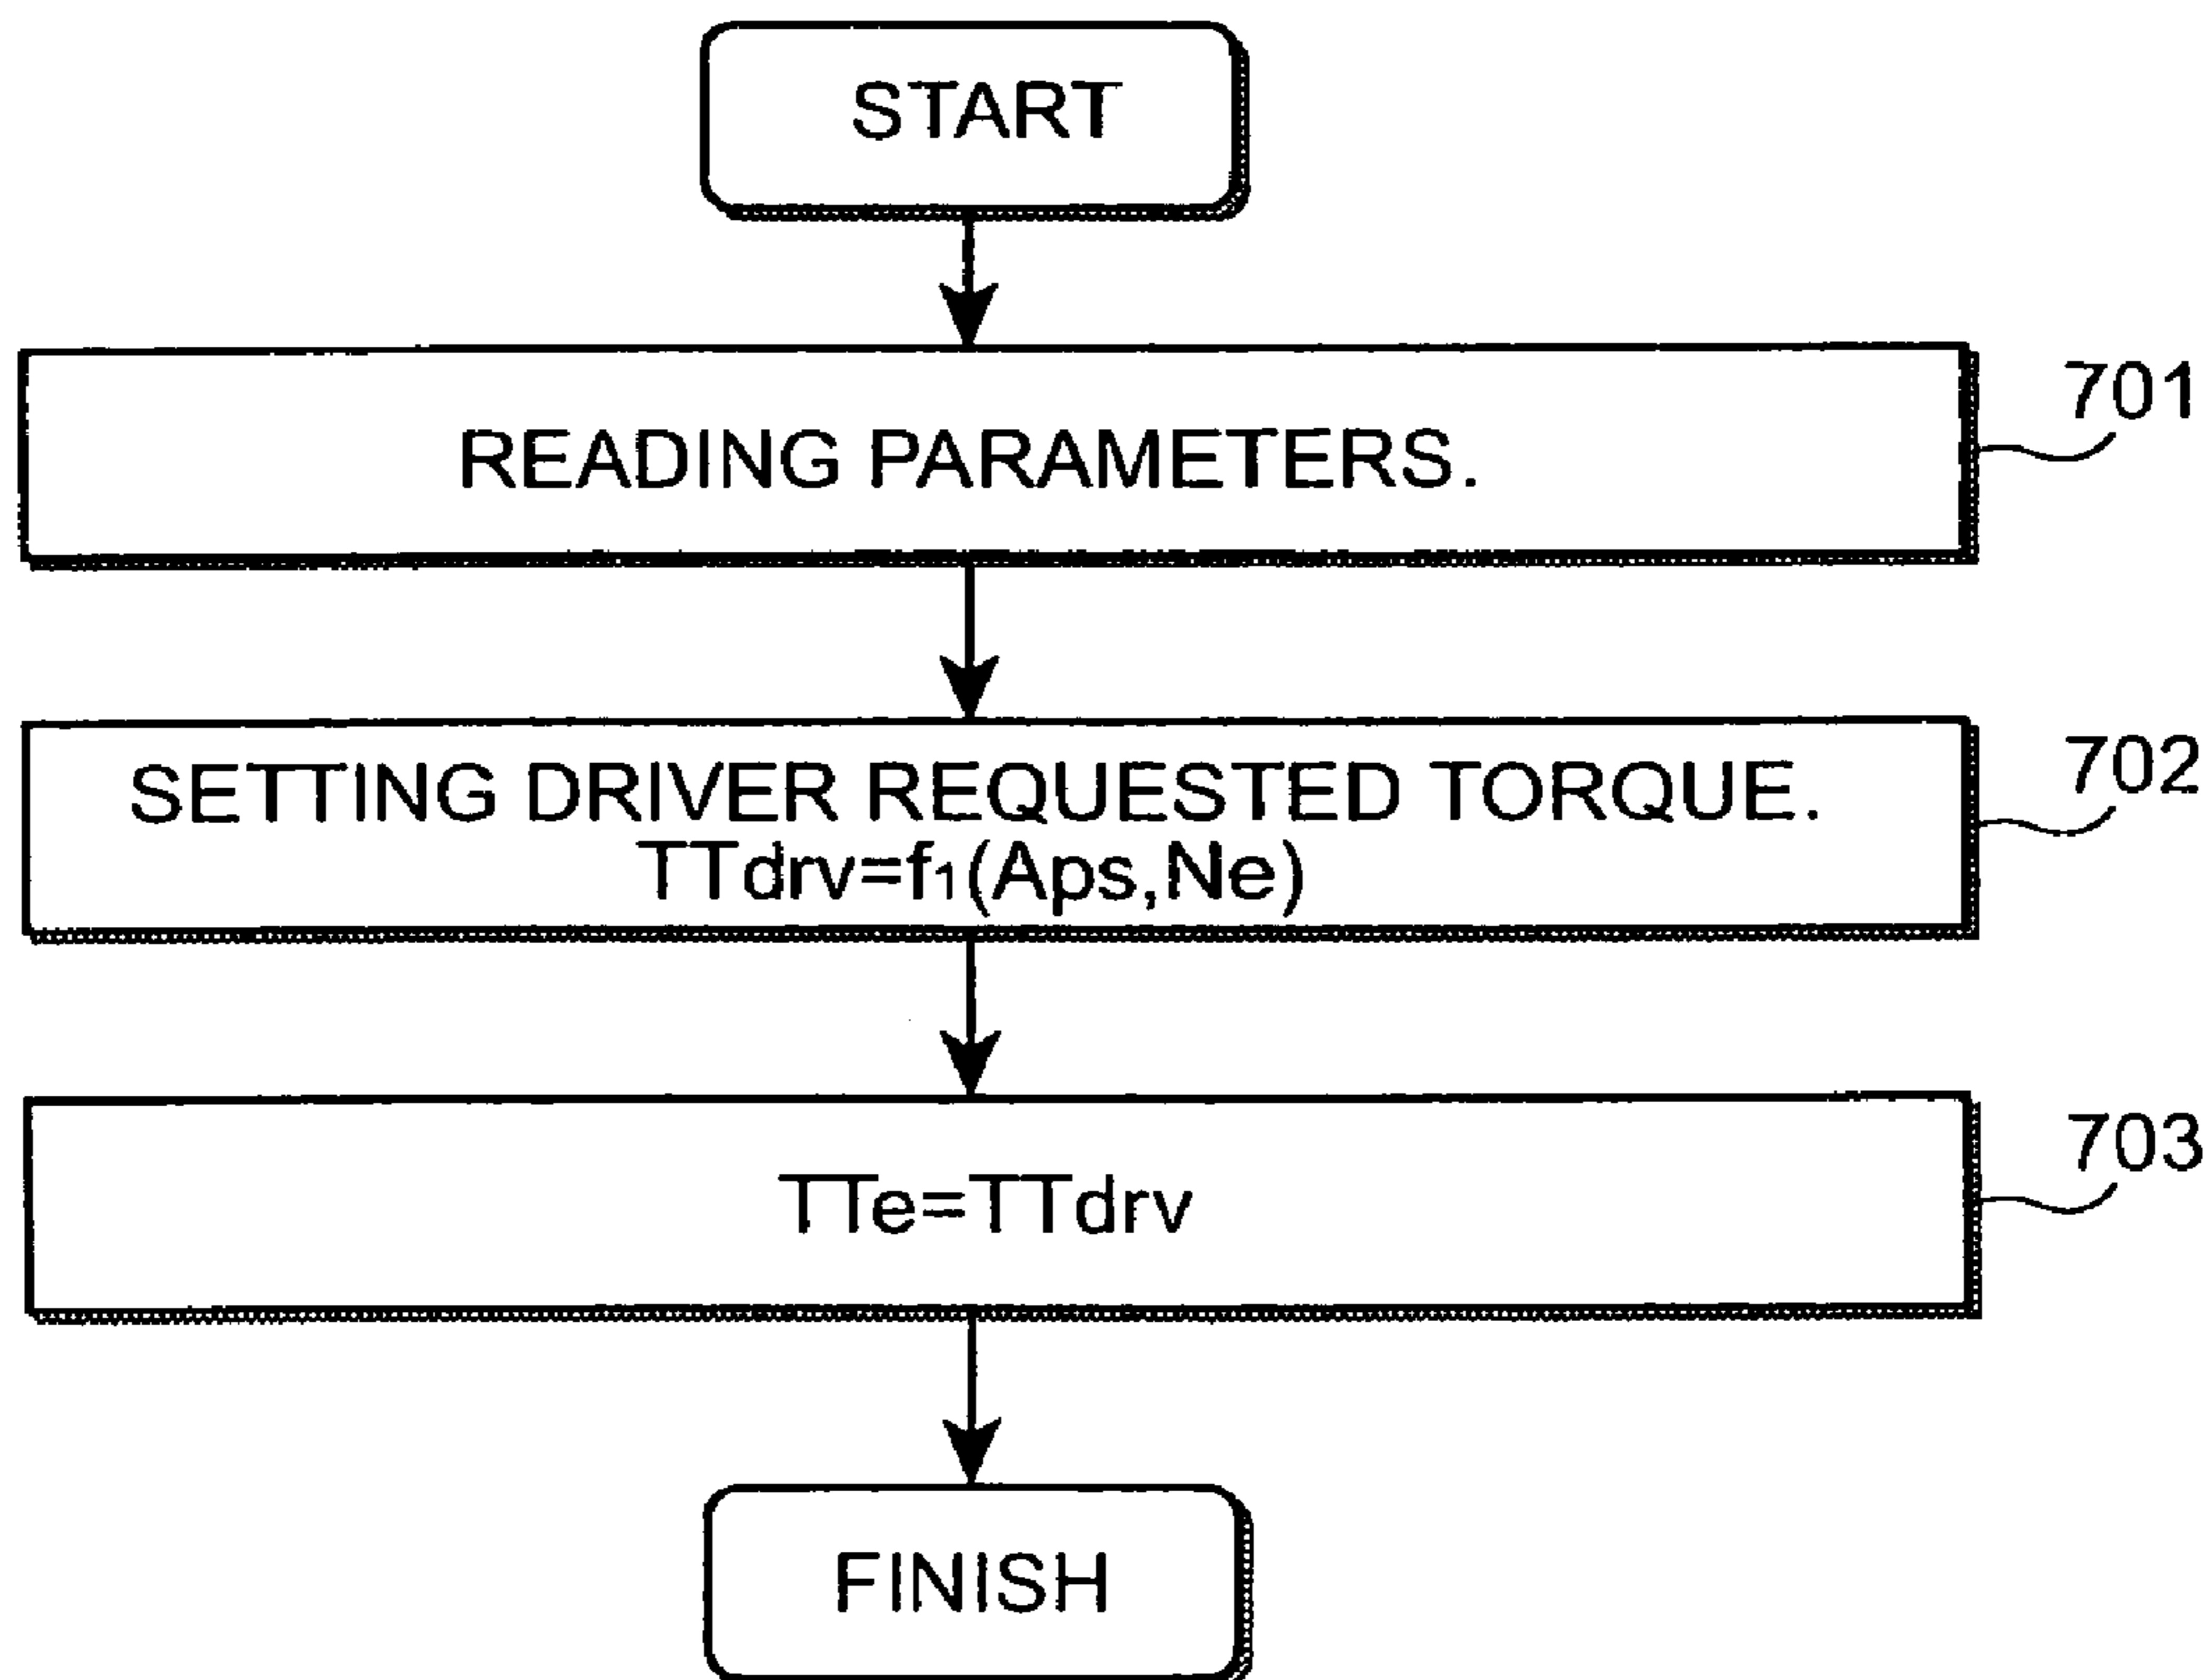 START
READING PARAMETERS.
701
SETTING DRIVER REQUESTED TORQUE.
TTdrv=f₁(Aps,Ne)
702
TTe=TTdrv
703
FINISH